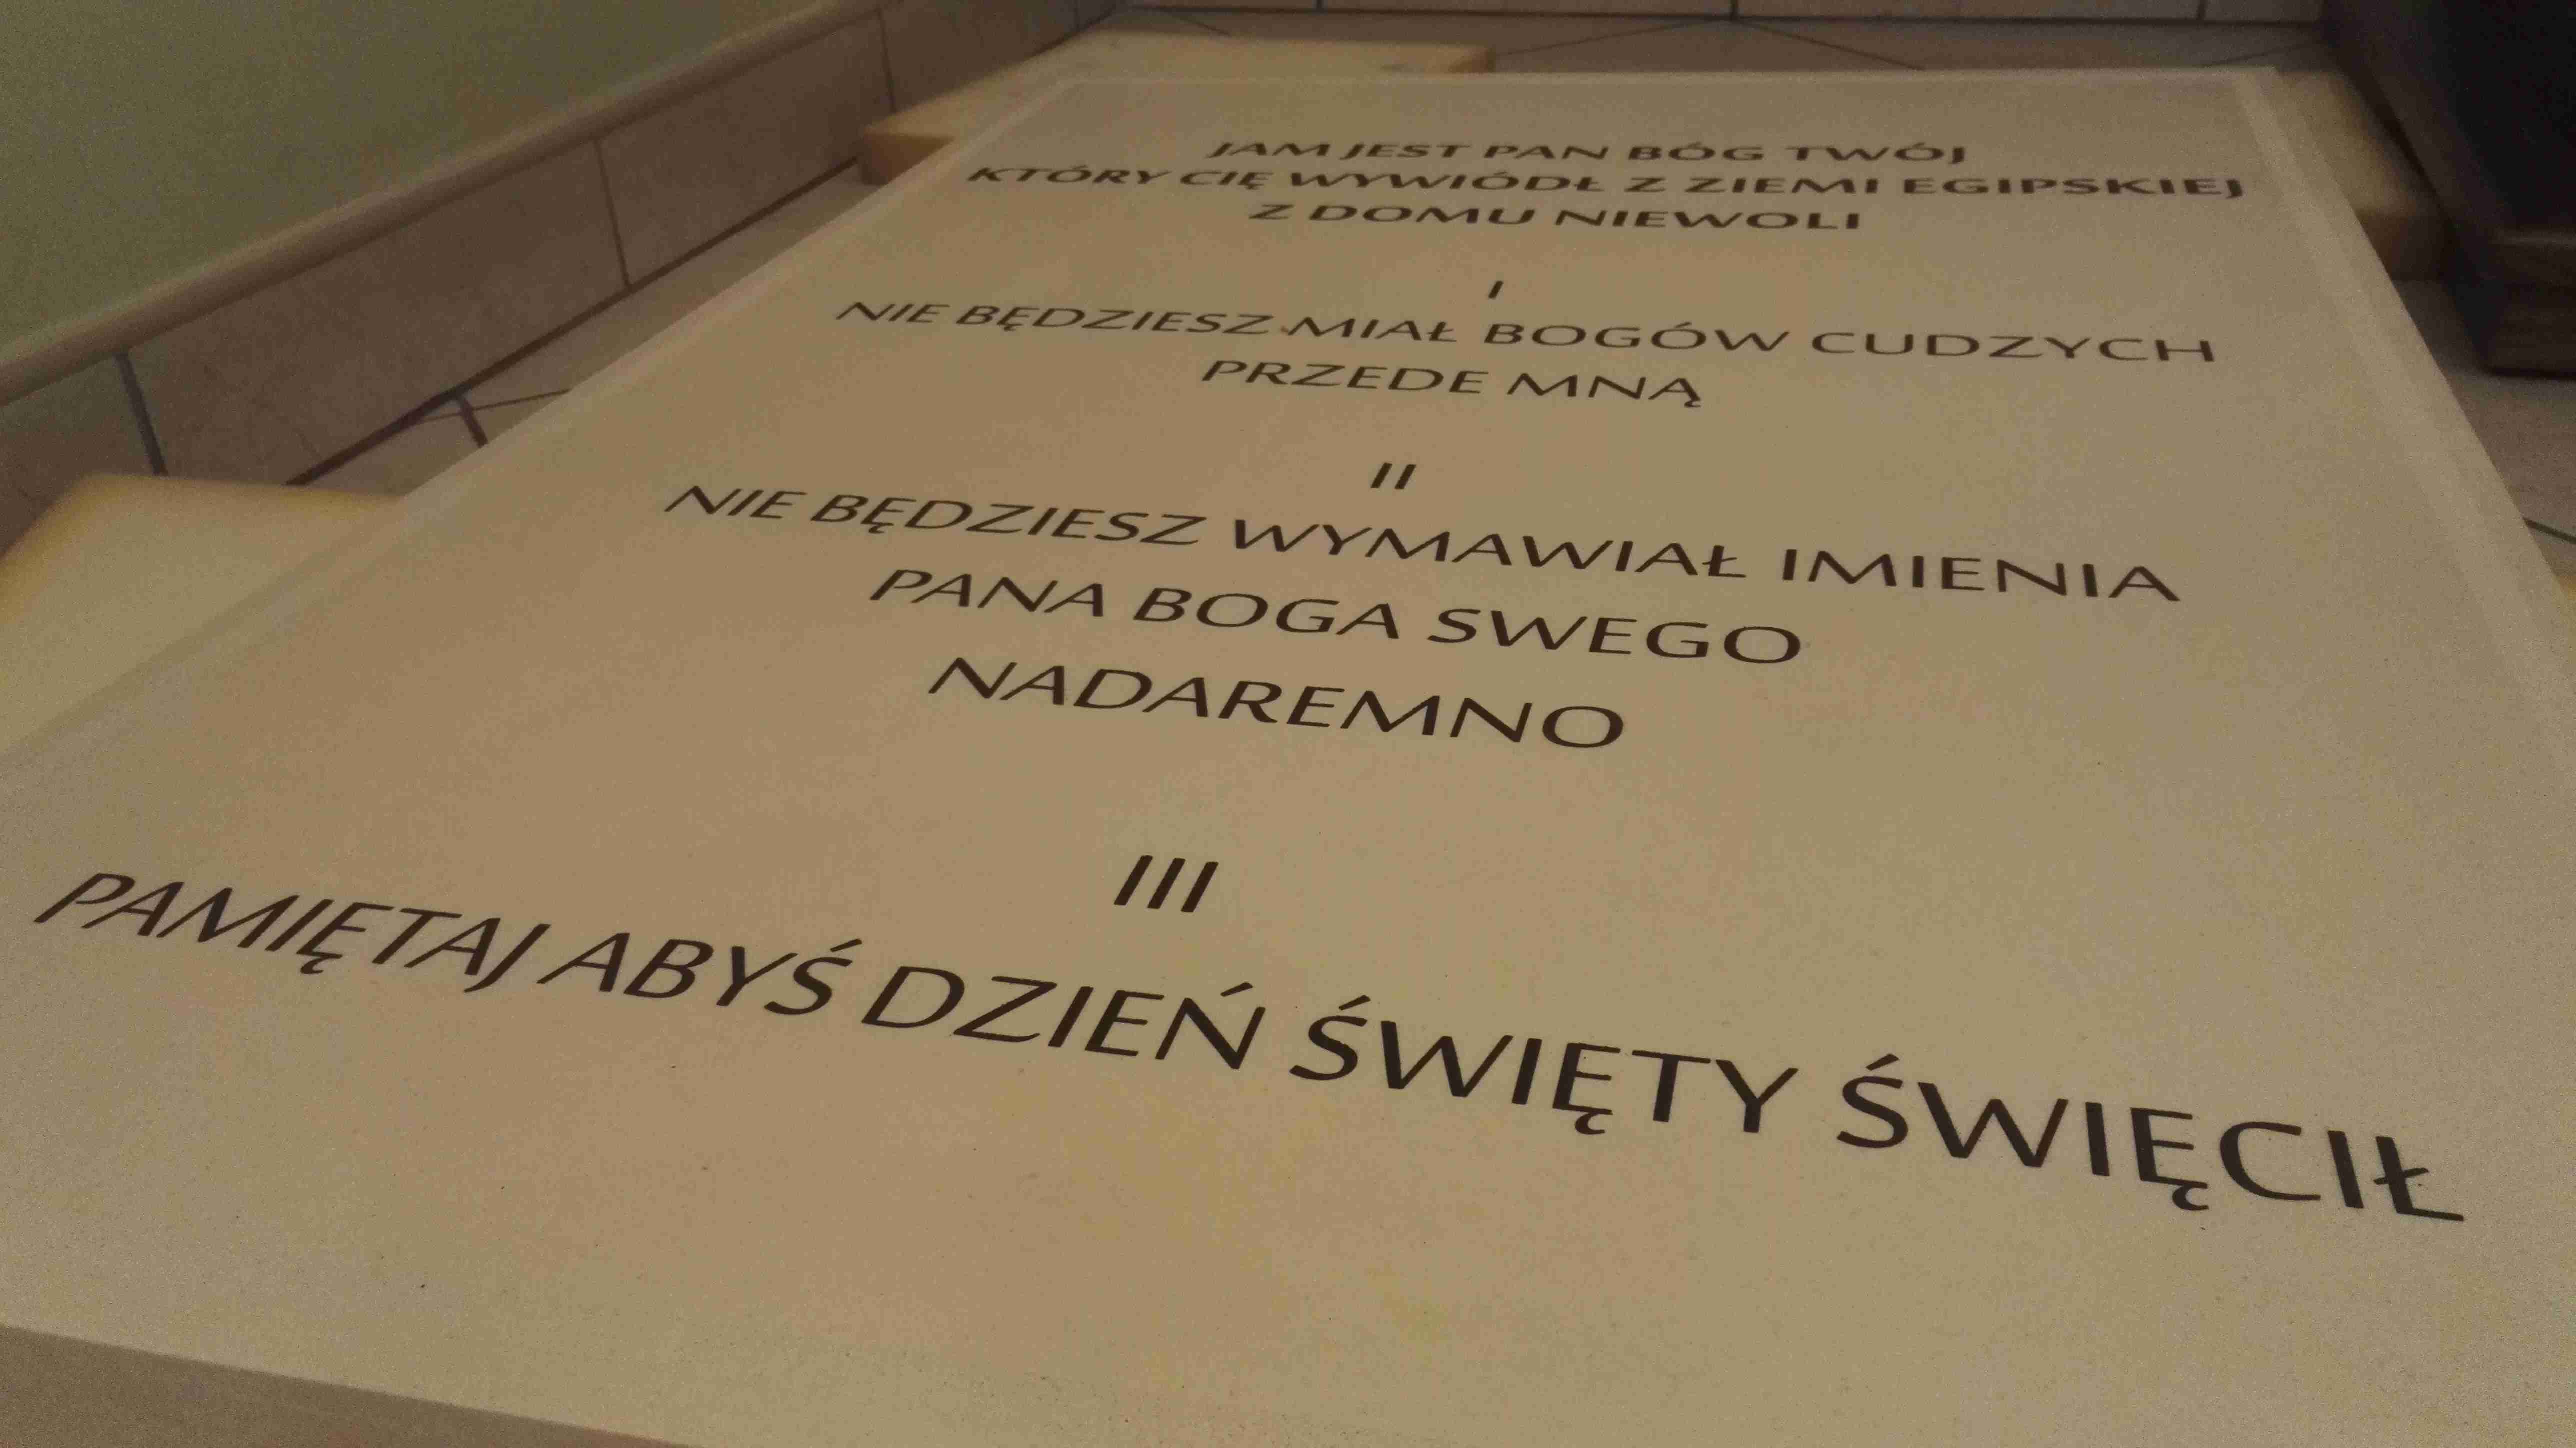 JAM JEST PAN BÓG TWÓJ
KTÓRY CIĘ WYWIÓDŁ Z ZIEMI EGIPSKIEJ
Z DOMU NIEWOLI
I
NIE BĘDZIESZ MIAŁ BOGÓW CUDZYCH
PRZEDE MNĄ
II
NIE BĘDZIESZ WYMAWIAŁ IMIENIA
PANA BOGA SWEGO
NADAREMNO
III
PAMIĘTAJ ABYŚ DZIEŃ ŚWIĘTY ŚWIĘCIŁ